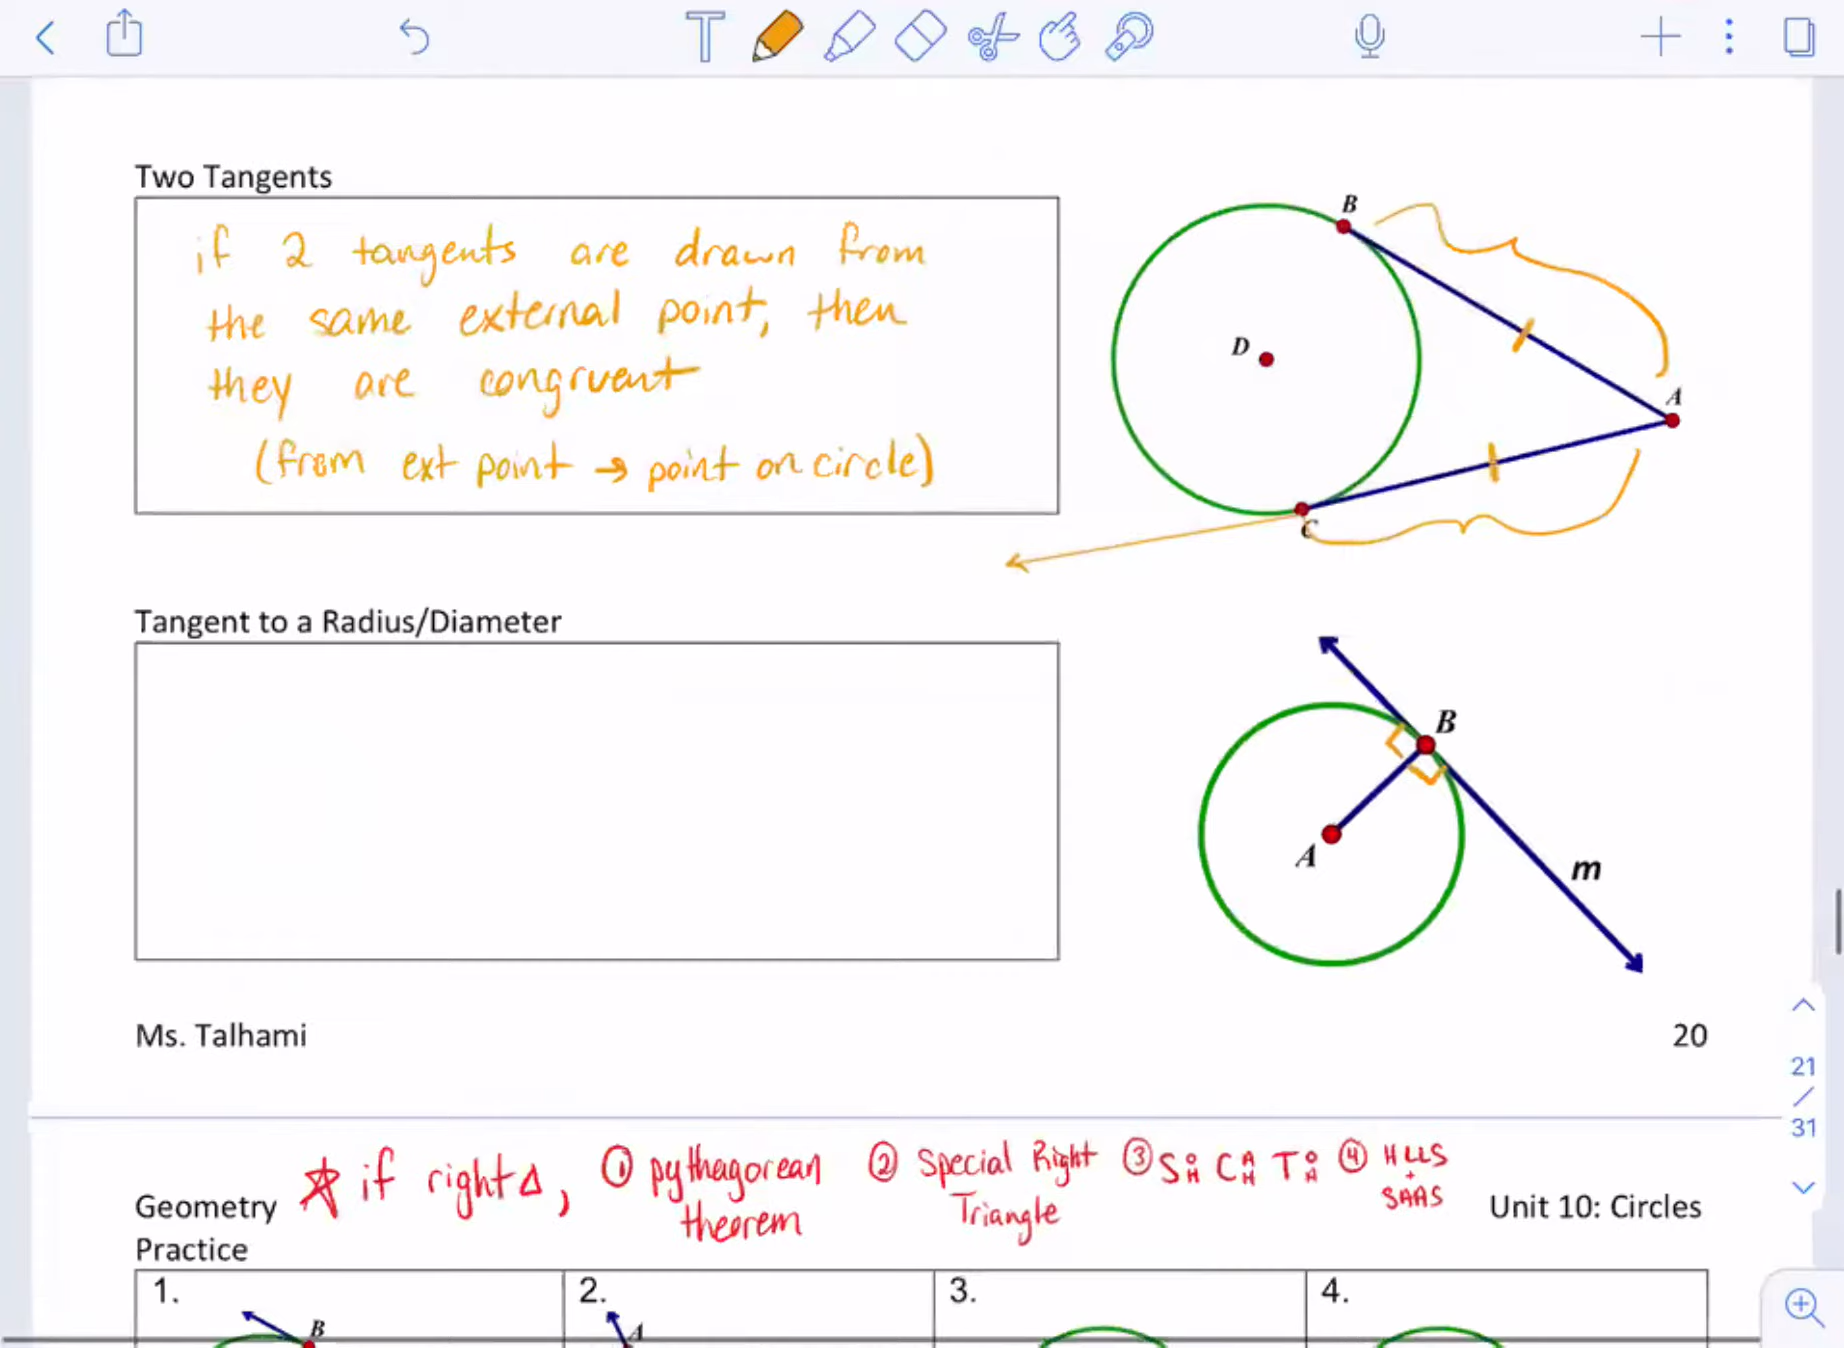 Two Tangents
if 2 tangents are drawn from
the same external point, then
they are congruent
(from ext point → point on circle)
B
D
A
C
Tangent to a Radius/Diameter
B
A
m
Ms. Talhami
20
21
/
31
☆ if right△, ① pythagorean theorem ② Special Right Triangle ③ SOH CAH TOA ④ HLLS + SAAS
Geometry
Unit 10: Circles
Practice
1.
2.
3.
4.
B
A